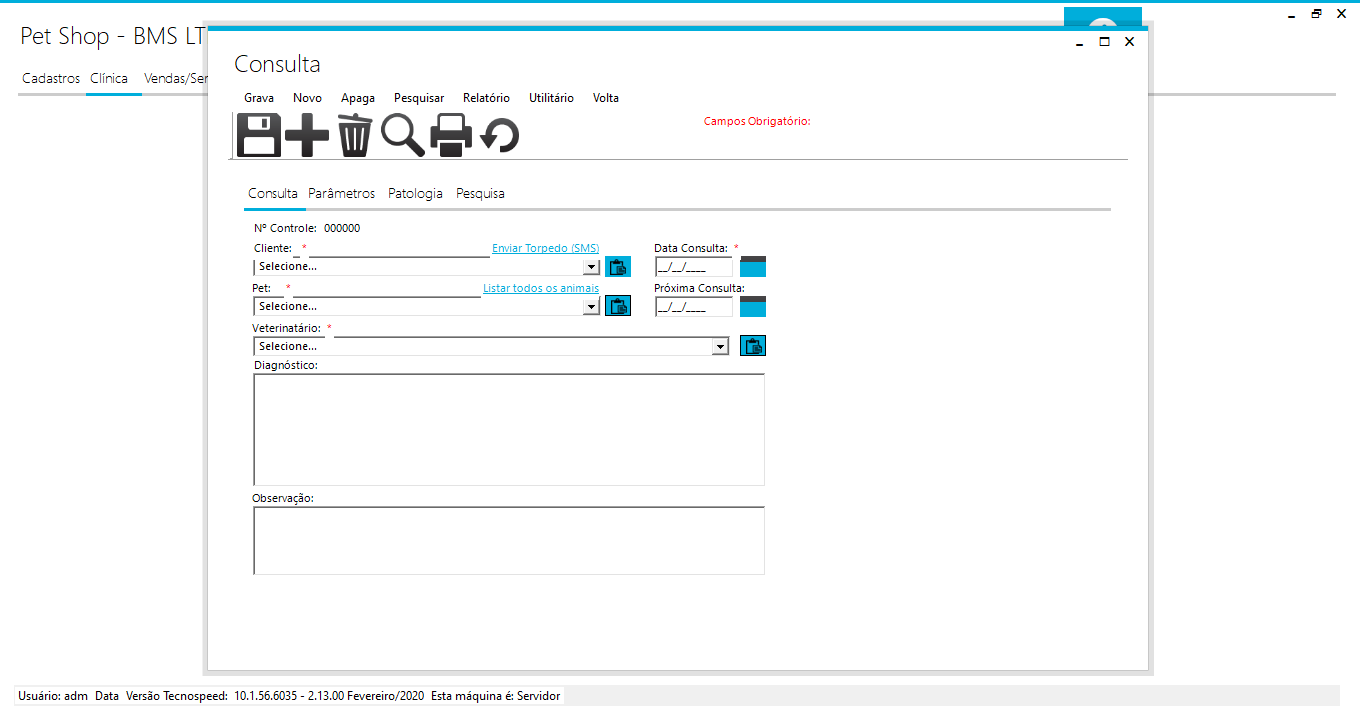 Pet Shop - BMS LT
Cadastros Clínica Vendas/Ser
Consulta
Grava Novo Apaga Pesquisar Relatório Utilitário Volta
Campos Obrigatório:
Consulta Parâmetros Patologia Pesquisa
Nº Controle: 000000
Cliente: * Enviar Torpedo (SMS) Data Consulta: *
Selecione... __/__/____
Pet: * Listar todos os animais Próxima Consulta:
Selecione... __/__/____
Veterinatário: *
Selecione...
Diagnóstico:
Observação:
Usuário: adm Data Versão Tecnospeed: 10.1.56.6035 - 2.13.00 Fevereiro/2020 Esta máquina é: Servidor